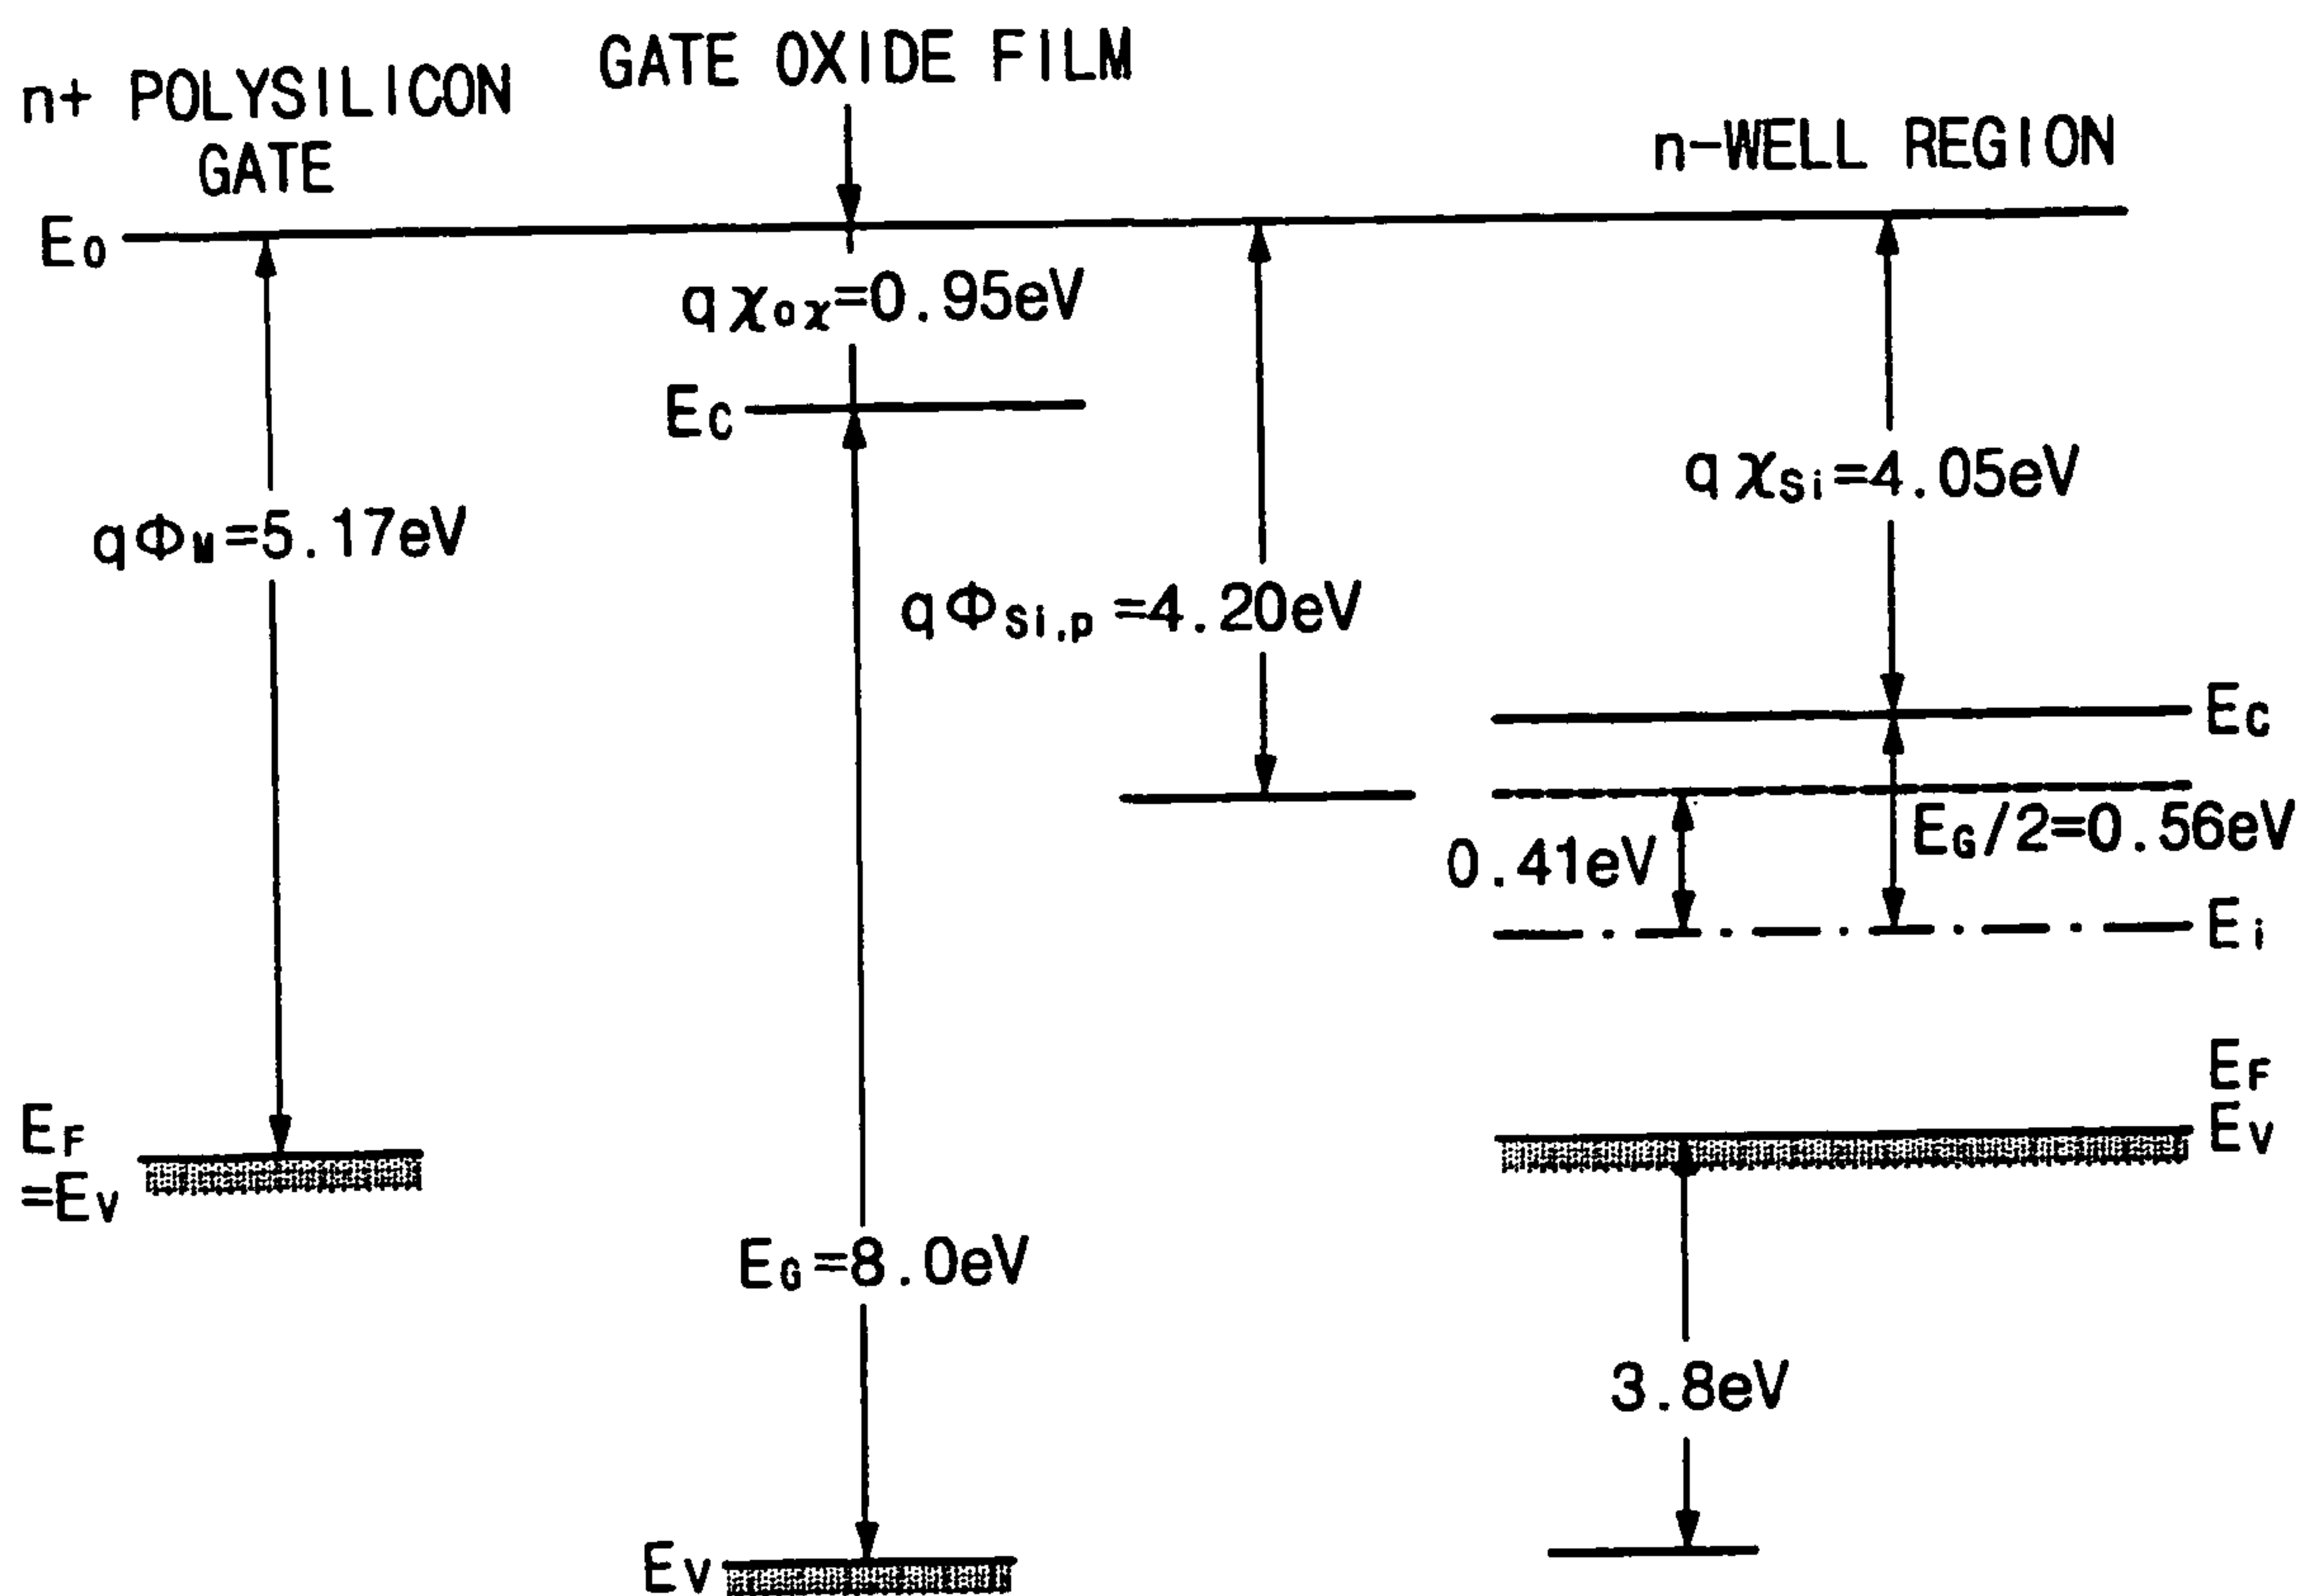 n+ POLYSILICON
GATE
GATE OXIDE FILM
n-WELL REGION
E₀
qχₒₓ=0.95eV
Ec
qχSi=4.05eV
qΦM=5.17eV
qΦSi,p=4.20eV
Ec
EG/2=0.56eV
0.41eV
Ei
EF
Ev
EF
=Ev
EG=8.0eV
3.8eV
Ev